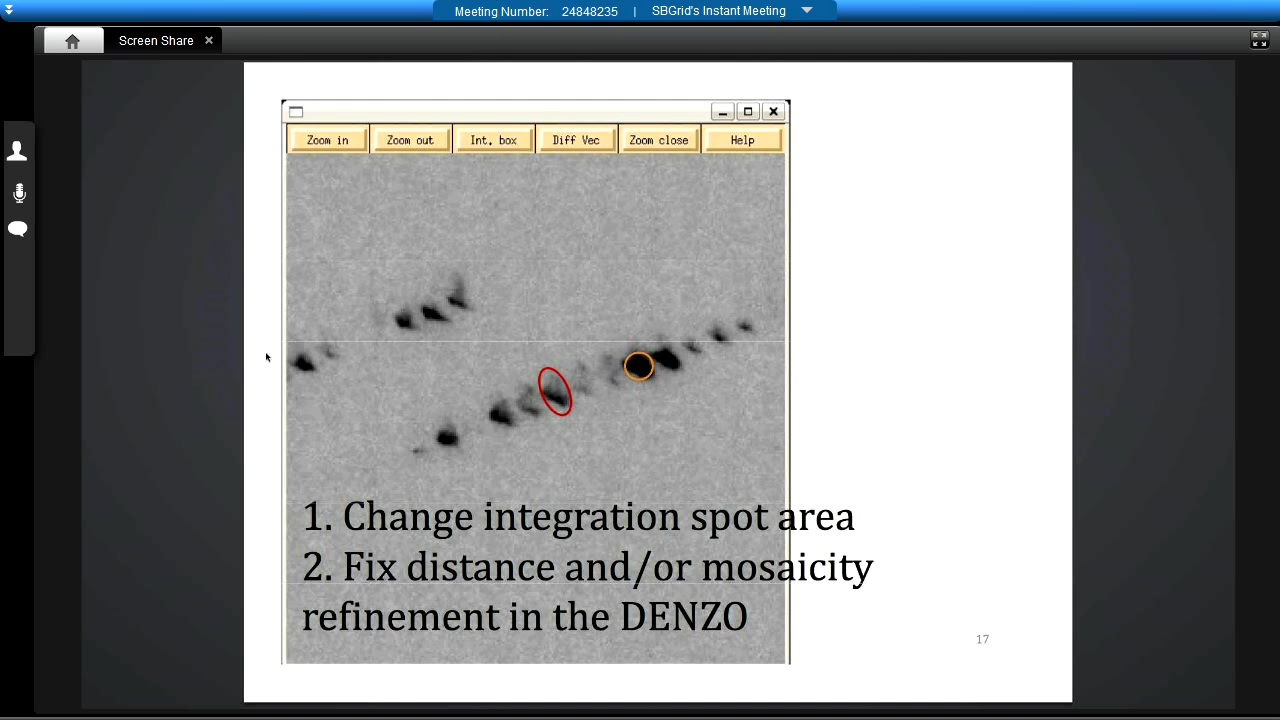 Meeting Number: 24848235 | SBGrid's Instant Meeting
Screen Share
Zoom in Zoom out Int. box Diff Vec Zoom close Help
1. Change integration spot area
2. Fix distance and/or mosaicity
refinement in the DENZO
17